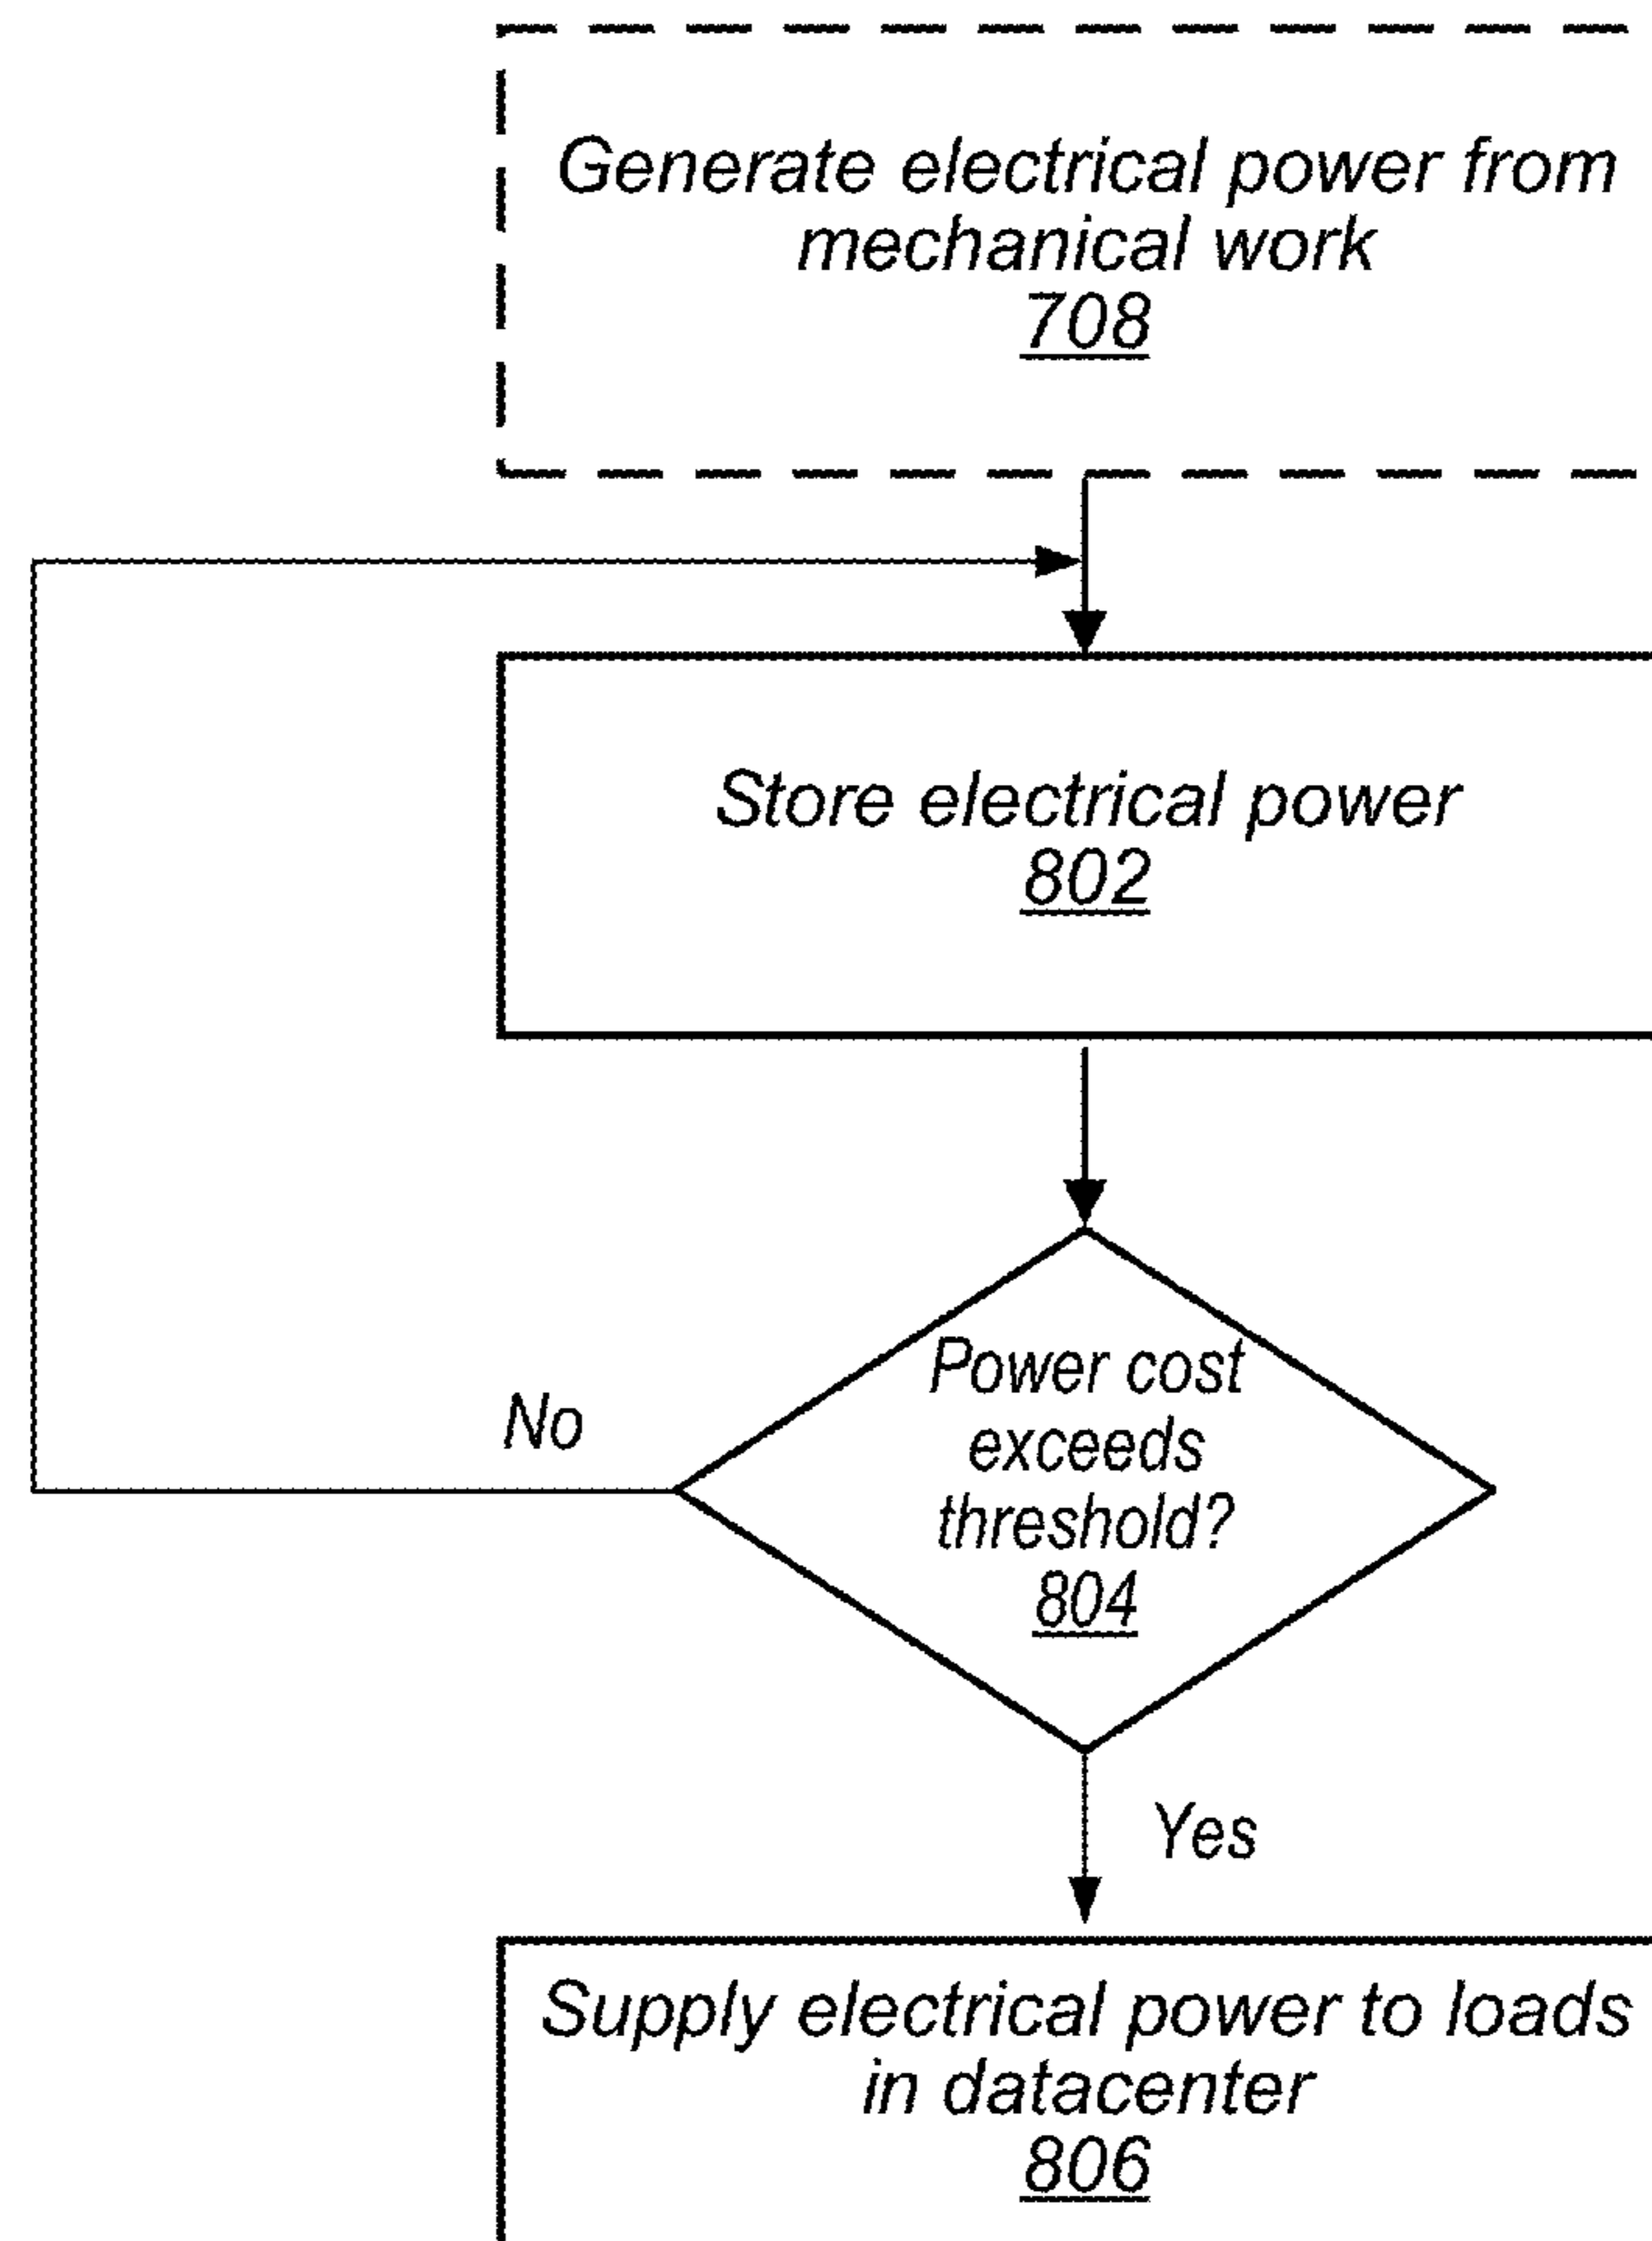 Generate electrical power from
mechanical work
708
Store electrical power
802
Power cost
exceeds
threshold?
804
No
Yes
Supply electrical power to loads
in datacenter
806